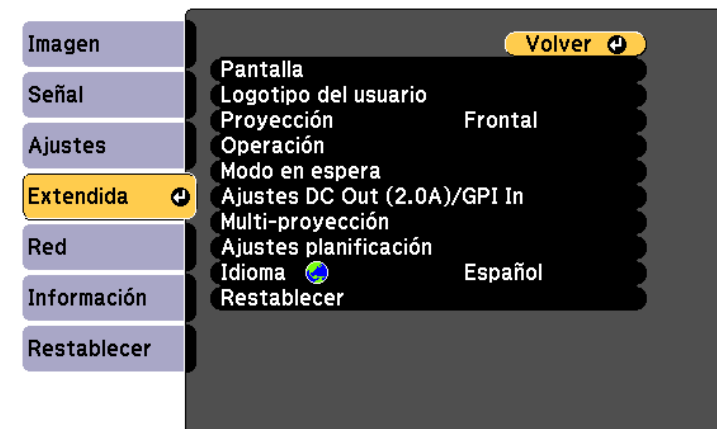 Imagen
Señal
Ajustes
Extendida
Red
Información
Restablecer
Volver
Pantalla
Logotipo del usuario
Proyección Frontal
Operación
Modo en espera
Ajustes DC Out (2.0A)/GPI In
Multi-proyección
Ajustes planificación
Idioma Español
Restablecer